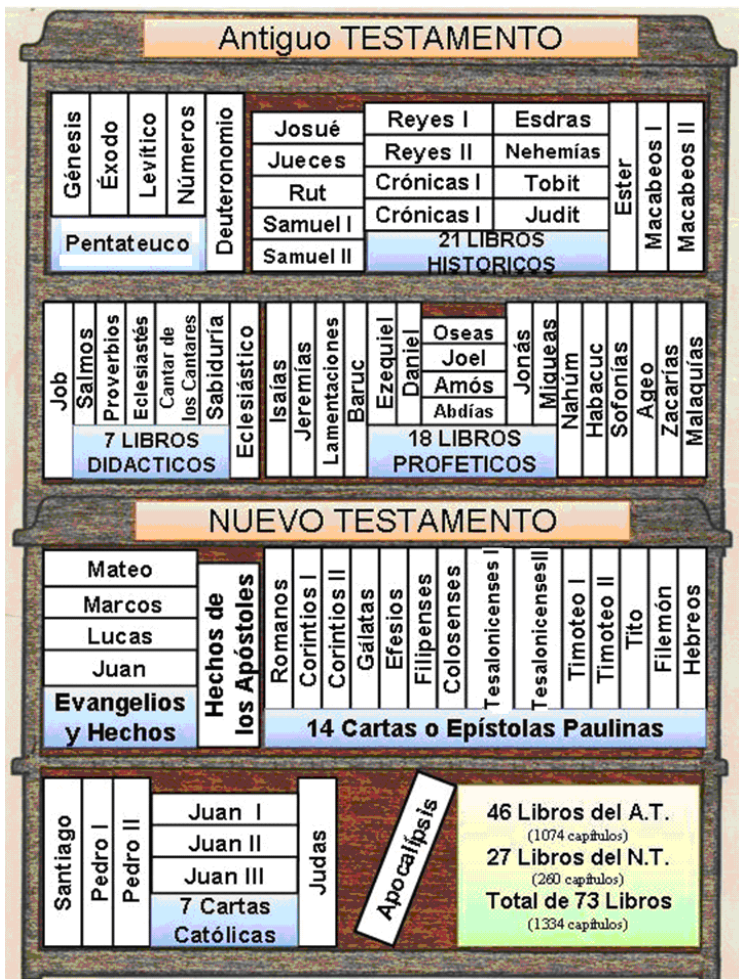 Antiguo TESTAMENTO
Génesis
Éxodo
Levítico
Números
Deuteronomio
Pentateuco
Josué
Jueces
Rut
Samuel I
Samuel II
Reyes I
Reyes II
Crónicas I
Crónicas I
Esdras
Nehemías
Tobit
Judit
21 LIBROS
HISTORICOS
Ester
Macabeos I
Macabeos II
Job
Salmos
Proverbios
Eclesiastés
Cantar de
los Cantares
Sabiduría
Eclesiástico
7 LIBROS
DIDACTICOS
Isaías
Jeremías
Lamentaciones
Baruc
Ezequiel
Daniel
Oseas
Joel
Amós
Abdías
Jonás
Miqueas
Nahúm
Habacuc
Sofonías
Ageo
Zacarías
Malaquías
18 LIBROS
PROFETICOS
NUEVO TESTAMENTO
Mateo
Marcos
Lucas
Juan
Evangelios
y Hechos
Hechos de
los Apóstoles
Romanos
Corintios I
Corintios II
Gálatas
Efesios
Filipenses
Colosenses
Tesalonicenses I
Tesalonicenses II
Timoteo I
Timoteo II
Tito
Filemón
Hebreos
14 Cartas o Epístolas Paulinas
Santiago
Pedro I
Pedro II
Juan I
Juan II
Juan III
7 Cartas
Católicas
Judas
Apocalípsis
46 Libros del A.T.
(1074 capítulos)
27 Libros del N.T.
(260 capítulos)
Total de 73 Libros
(1334 capítulos)